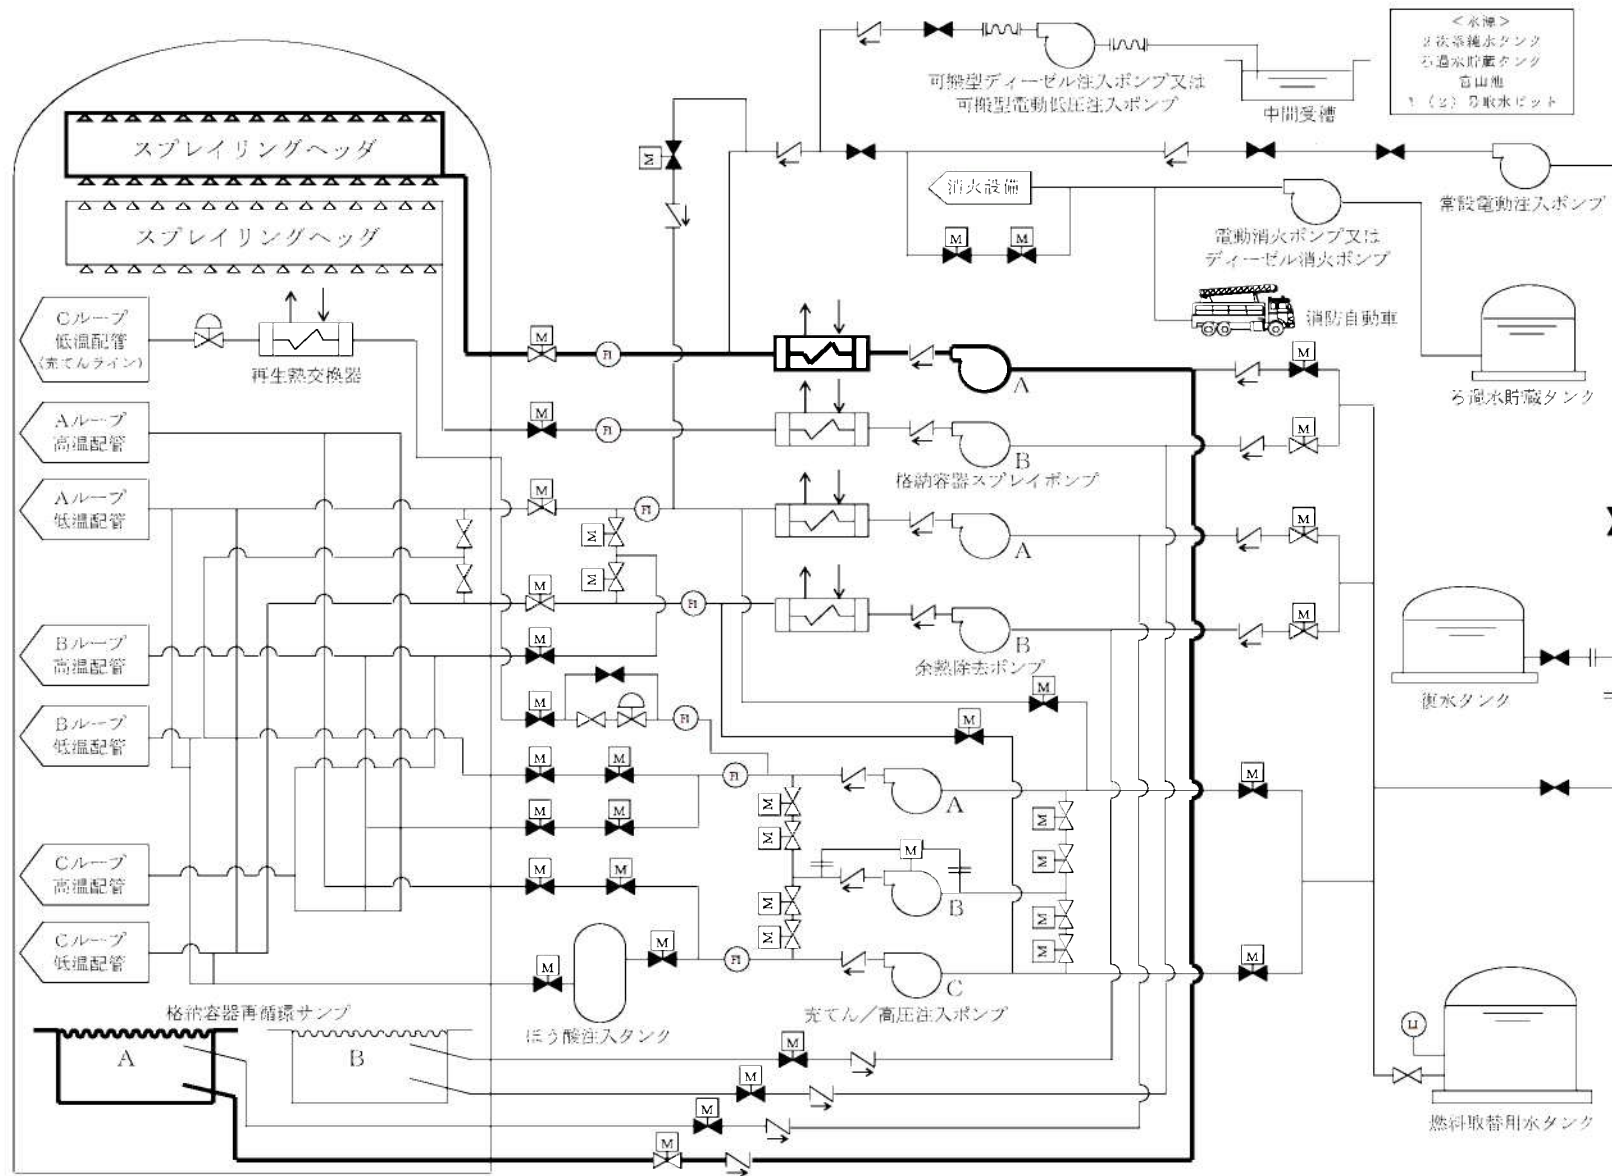 <水源>
2次系純水タンク
ろ過水貯蔵タンク
宮山池
1(2)号取水ピット
可搬型ディーゼル注入ポンプ又は
可搬型電動低圧注入ポンプ
中間受槽
スプレイリングヘッダ
M
消火設備
常設電動注入ポンプ
スプレイリングヘッダ
M
M
電動消火ポンプ又は
ディーゼル消火ポンプ
消防自動車
Cループ
低温配管
(充てんライン)
再生熱交換器
M
FI
A
M
ろ過水貯蔵タンク
Aループ
高温配管
M
FI
B
M
格納容器スプレイポンプ
Aループ
低温配管
M
FI
M
A
M
M
M
FI
M
Bループ
高温配管
M
B
余熱除去ポンプ
M
復水タンク
Bループ
低温配管
M
FI
M
M
M
FI
M
A
M
M
M
M
M
M
Cループ
高温配管
M
M
M
M
B
M
M
M
Cループ
低温配管
M
M
FI
M
C
M
格納容器再循環サンプ
ほう酸注入タンク
充てん/高圧注入ポンプ
LI
A
B
M
M
M
M
燃料取替用水タンク